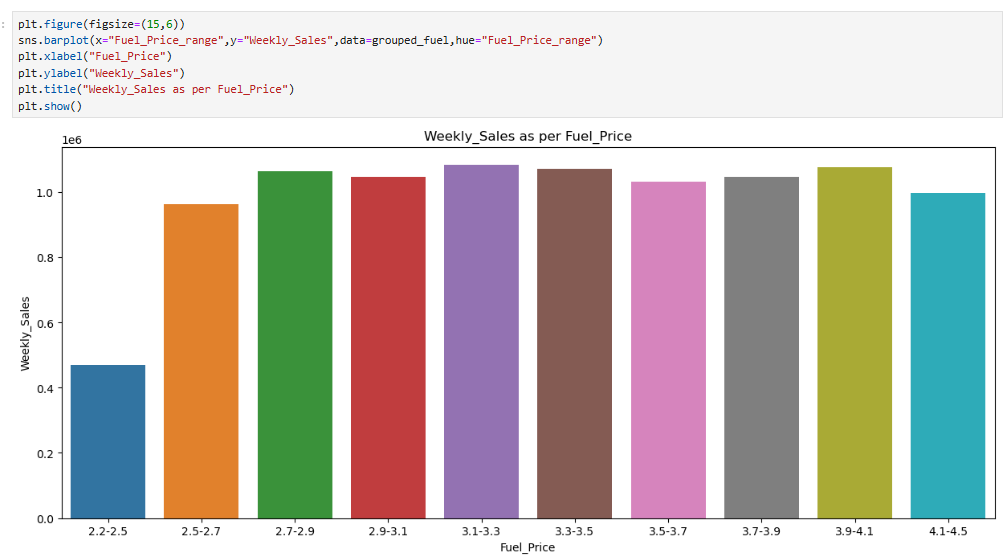 :
plt.figure(figsize=(15,6))
sns.barplot(x="Fuel_Price_range",y="Weekly_Sales",data=grouped_fuel,hue="Fuel_Price_range")
plt.xlabel("Fuel_Price")
plt.ylabel("Weekly_Sales")
plt.title("Weekly_Sales as per Fuel_Price")
plt.show()
Weekly_Sales as per Fuel_Price
1e6
1.0
0.8
0.6
0.4
0.2
0.0
Weekly_Sales
2.2-2.5 2.5-2.7 2.7-2.9 2.9-3.1 3.1-3.3 3.3-3.5 3.5-3.7 3.7-3.9 3.9-4.1 4.1-4.5
Fuel_Price